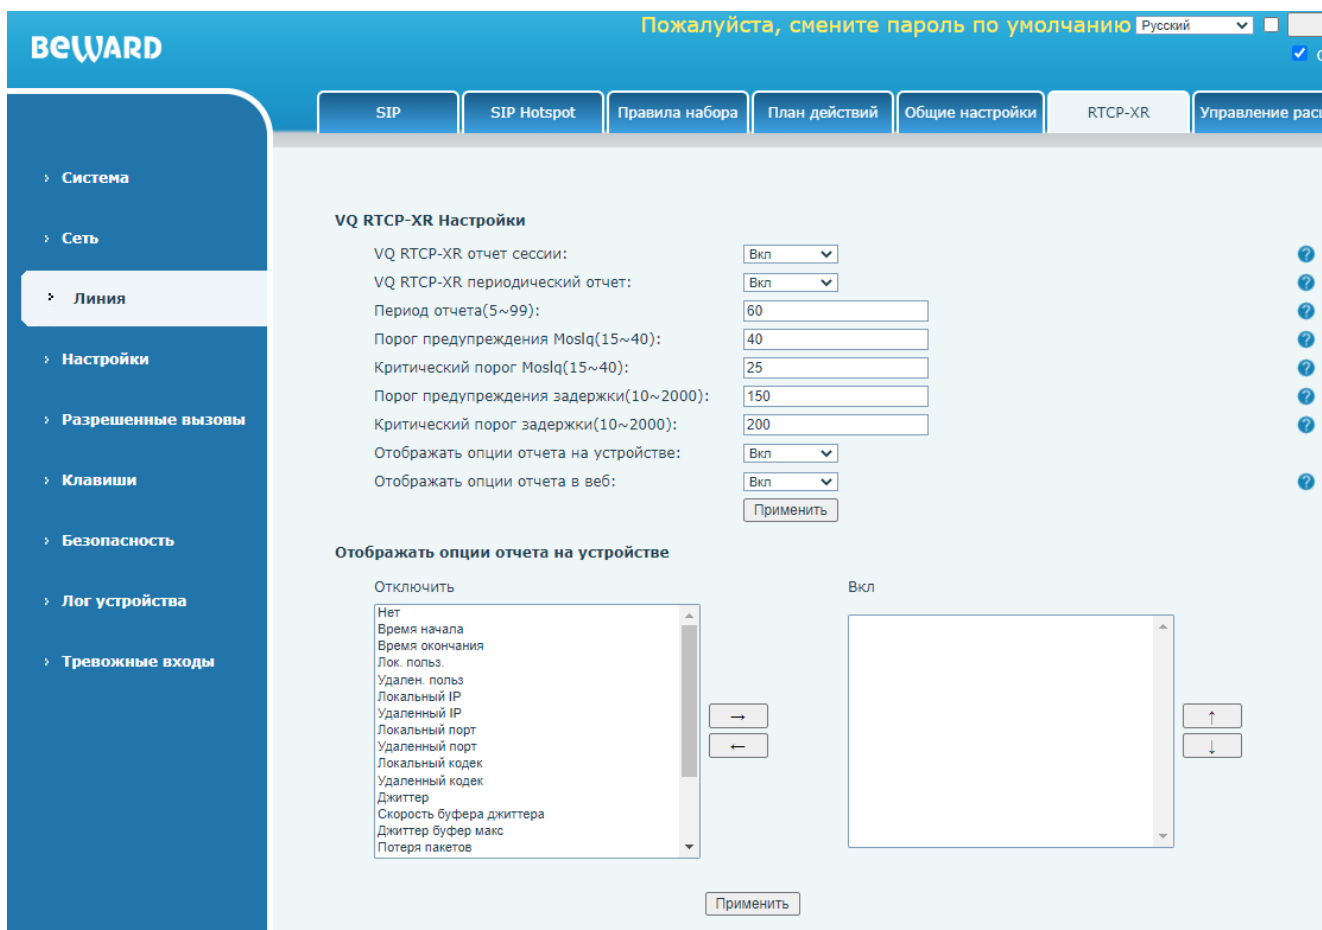 Пожалуйста, смените пароль по умолчанию Русский
BEWARD
SIP SIP Hotspot Правила набора План действий Общие настройки RTCP-XR Управление
Система
Сеть
Линия
Настройки
Разрешенные вызовы
Клавиши
Безопасность
Лог устройства
Тревожные входы
VQ RTCP-XR Настройки
VQ RTCP-XR отчет сессии: Вкл
VQ RTCP-XR периодический отчет: Вкл
Период отчета(5~99): 60
Порог предупреждения Moslq(15~40): 40
Критический порог Moslq(15~40): 25
Порог предупреждения задержки(10~2000): 150
Критический порог задержки(10~2000): 200
Отображать опции отчета на устройстве: Вкл
Отображать опции отчета в веб: Вкл
Применить
Отображать опции отчета на устройстве
Отключить Вкл
Нет
Время начала
Время окончания
Лок. польз.
Удален. польз
Локальный IP
Удаленный IP
Локальный порт
Удаленный порт
Локальный кодек
Удаленный кодек
Джиттер
Скорость буфера джиттера
Джиттер буфер макс
Потеря пакетов
→
←
↑
↓
Применить